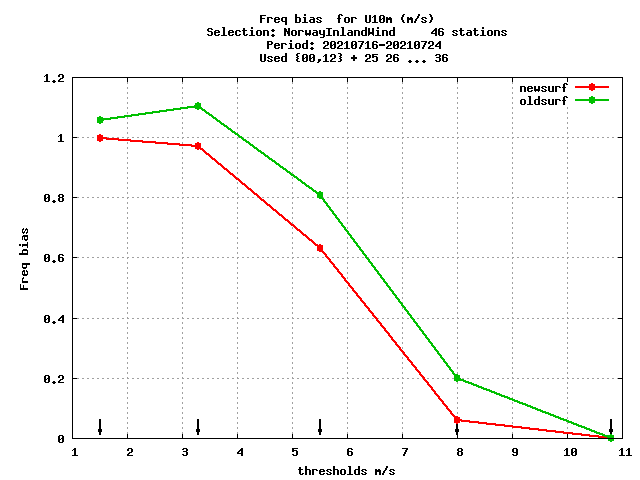 Freq bias  for U10m (m/s)
Selection: NorwayInlandWind     46 stations
Period: 20210716-20210724
Used {00,12} + 25 26 ... 36
newsurf
oldsurf
1.2
1
0.8
0.6
0.4
0.2
0
Freq bias
1 2 3 4 5 6 7 8 9 10 11
thresholds m/s